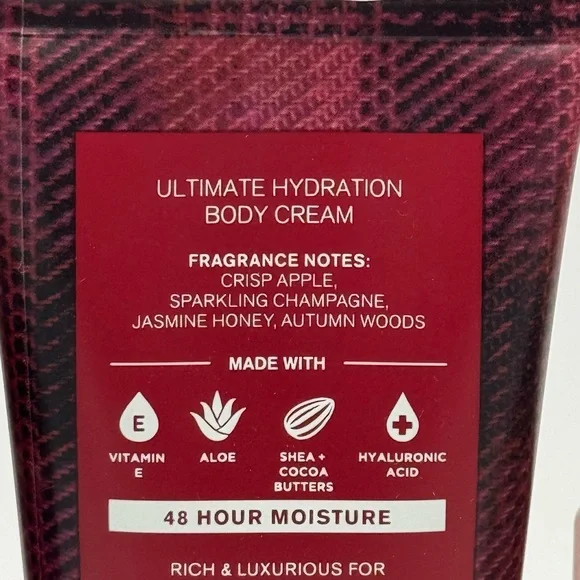 ULTIMATE HYDRATION
BODY CREAM
FRAGRANCE NOTES:
CRISP APPLE,
SPARKLING CHAMPAGNE,
JASMINE HONEY, AUTUMN WOODS
MADE WITH
E
VITAMIN
E
ALOE
SHEA +
COCOA
BUTTERS
HYALURONIC
ACID
48 HOUR MOISTURE
RICH & LUXURIOUS FOR